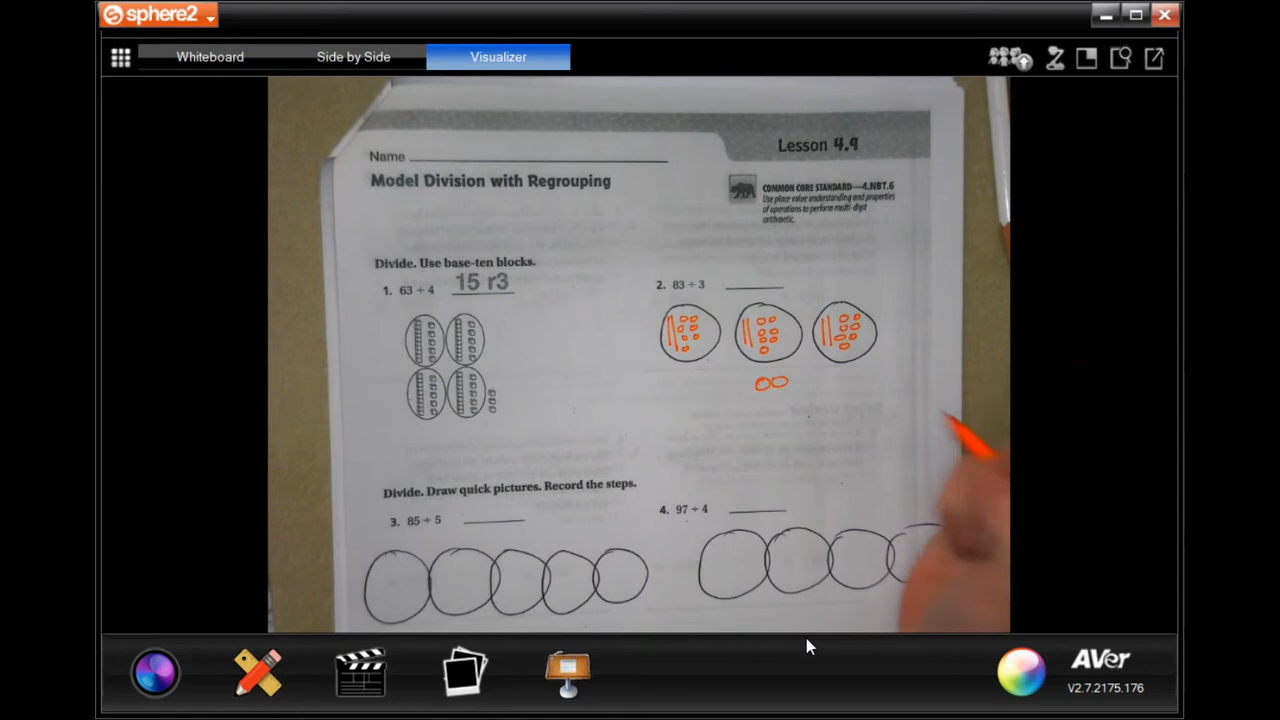 sphere2
Whiteboard Side by Side Visualizer
Lesson 4.9
Name
Model Division with Regrouping
COMMON CORE STANDARD—4.NBT.6
Use place value understanding and properties
of operations to perform multi-digit
arithmetic.
Divide. Use base-ten blocks.
1. 63 ÷ 4 15 r3
2. 83 ÷ 3
Divide. Draw quick pictures. Record the steps.
3. 85 ÷ 5
4. 97 ÷ 4
AVer
V2.7.2175.176